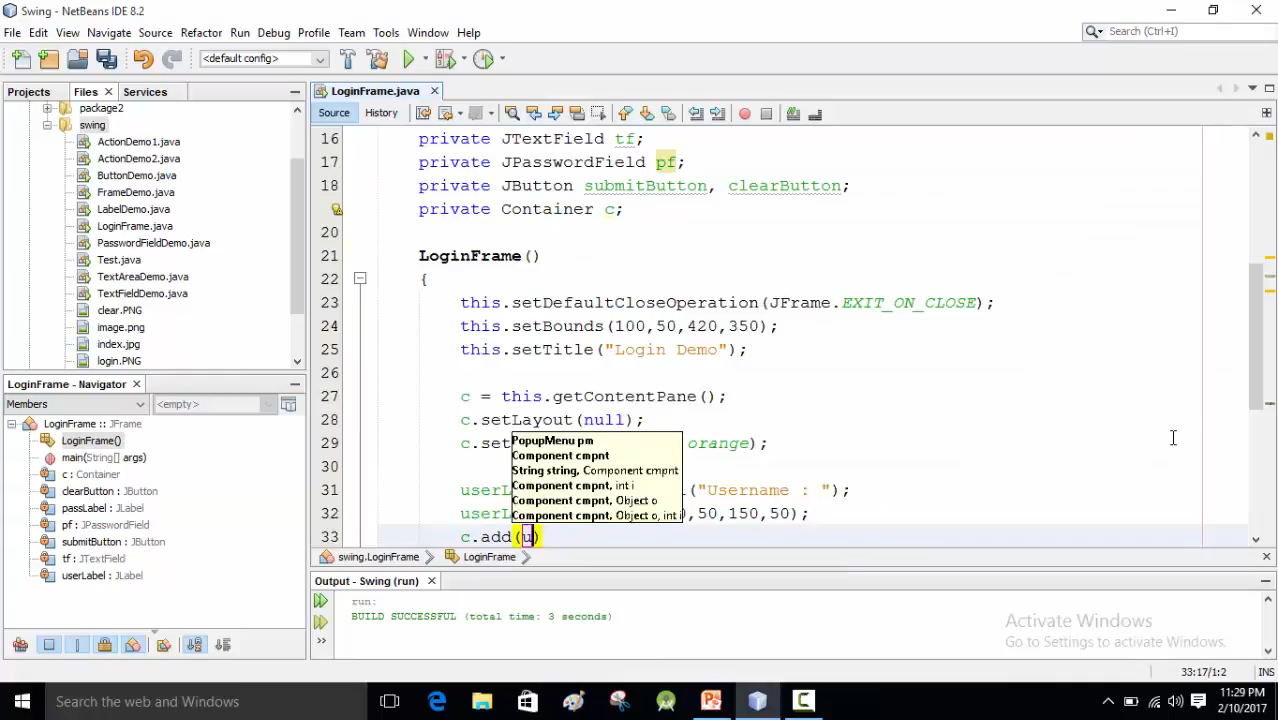 Swing - NetBeans IDE 8.2
File Edit View Navigate Source Refactor Run Debug Profile Team Tools Window Help
Search (Ctrl+I)
<default config>
Projects Files Services
LoginFrame.java
Source History
package2
swing
ActionDemo1.java
ActionDemo2.java
ButtonDemo.java
FrameDemo.java
LabelDemo.java
LoginFrame.java
PasswordFieldDemo.java
Test.java
TextAreaDemo.java
TextFieldDemo.java
clear.PNG
image.png
index.jpg
login.PNG
LoginFrame - Navigator
Members <empty>
LoginFrame :: JFrame
LoginFrame()
main(String[] args)
c : Container
clearButton : JButton
passLabel : JLabel
pf : JPasswordField
submitButton : JButton
tf : JTextField
userLabel : JLabel
16 private JTextField tf;
17 private JPasswordField pf;
18 private JButton submitButton, clearButton;
private Container c;
20
21 LoginFrame()
22 {
23 this.setDefaultCloseOperation(JFrame.EXIT_ON_CLOSE);
24 this.setBounds(100,50,420,350);
25 this.setTitle("Login Demo");
26
27 c = this.getContentPane();
28 c.setLayout(null);
29 c.set orange);
30
31 userL ("Username : ");
32 userL ,50,150,50);
33 c.add(u)
PopupMenu pm
Component cmpnt
String string, Component cmpnt
Component cmpnt, int i
Component cmpnt, Object o
Component cmpnt, Object o, int i
swing.LoginFrame LoginFrame
Output - Swing (run)
run:
BUILD SUCCESSFUL (total time: 3 seconds)
Activate Windows
Go to Settings to activate Windows.
33:17/1:2 INS
Search the web and Windows
11:29 PM
2/10/2017